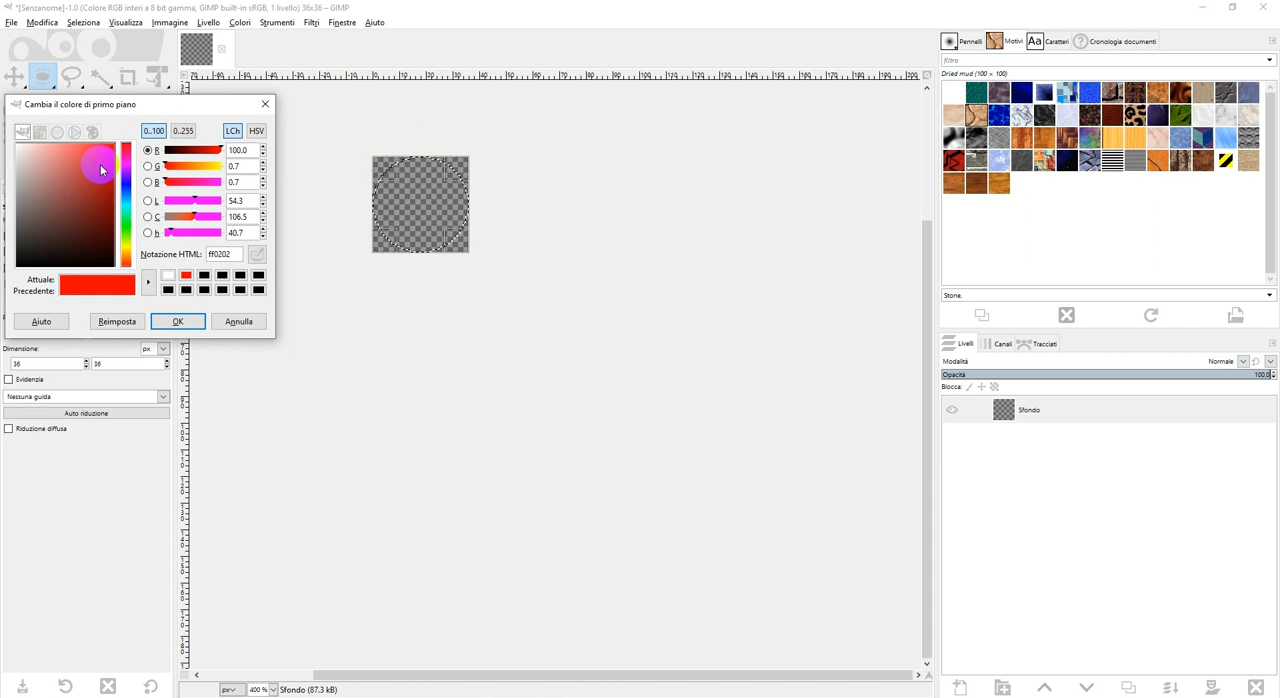 *[Senzanome]-1.0 (Colore RGB interi a 8 bit gamma, GIMP built-in sRGB, 1 livello) 36x36 – GIMP
File Modifica Seleziona Visualizza Immagine Livello Colori Strumenti Filtri Finestre Aiuto
Pennelli Motivi Aa Caratteri Cronologia documenti
filtro
Dried mud (100 × 100)
Cambia il colore di primo piano
0..100 0..255 LCh HSV
R 100.0
G 0.7
B 0.7
L 54.3
C 106.5
h 40.7
Notazione HTML: ff0202
Attuale:
Precedente:
Aiuto Reimposta OK Annulla
Stone,
Dimensione: px
36 36
Evidenzia
Nessuna guida
Auto riduzione
Riduzione diffusa
Livelli Canali Tracciati
Modalità Normale
Opacità 100.0
Blocca:
Sfondo
px 400 % Sfondo (87.3 kB)